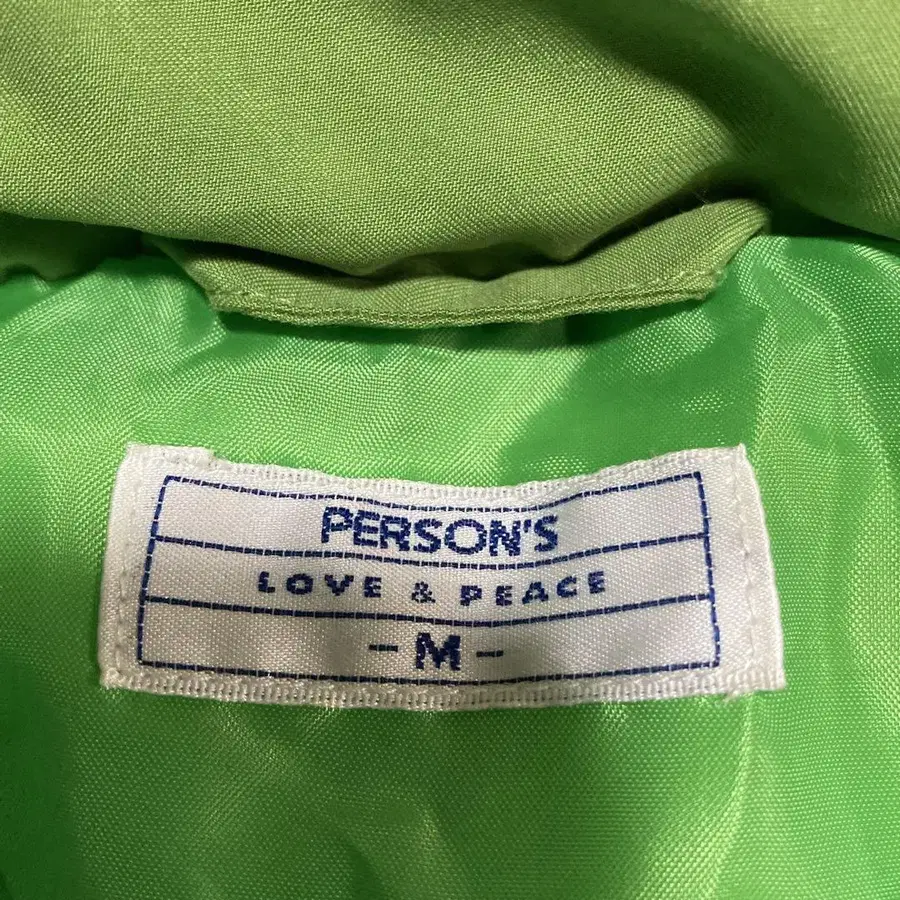 PERSON'S
LOVE & PEACE
- M -